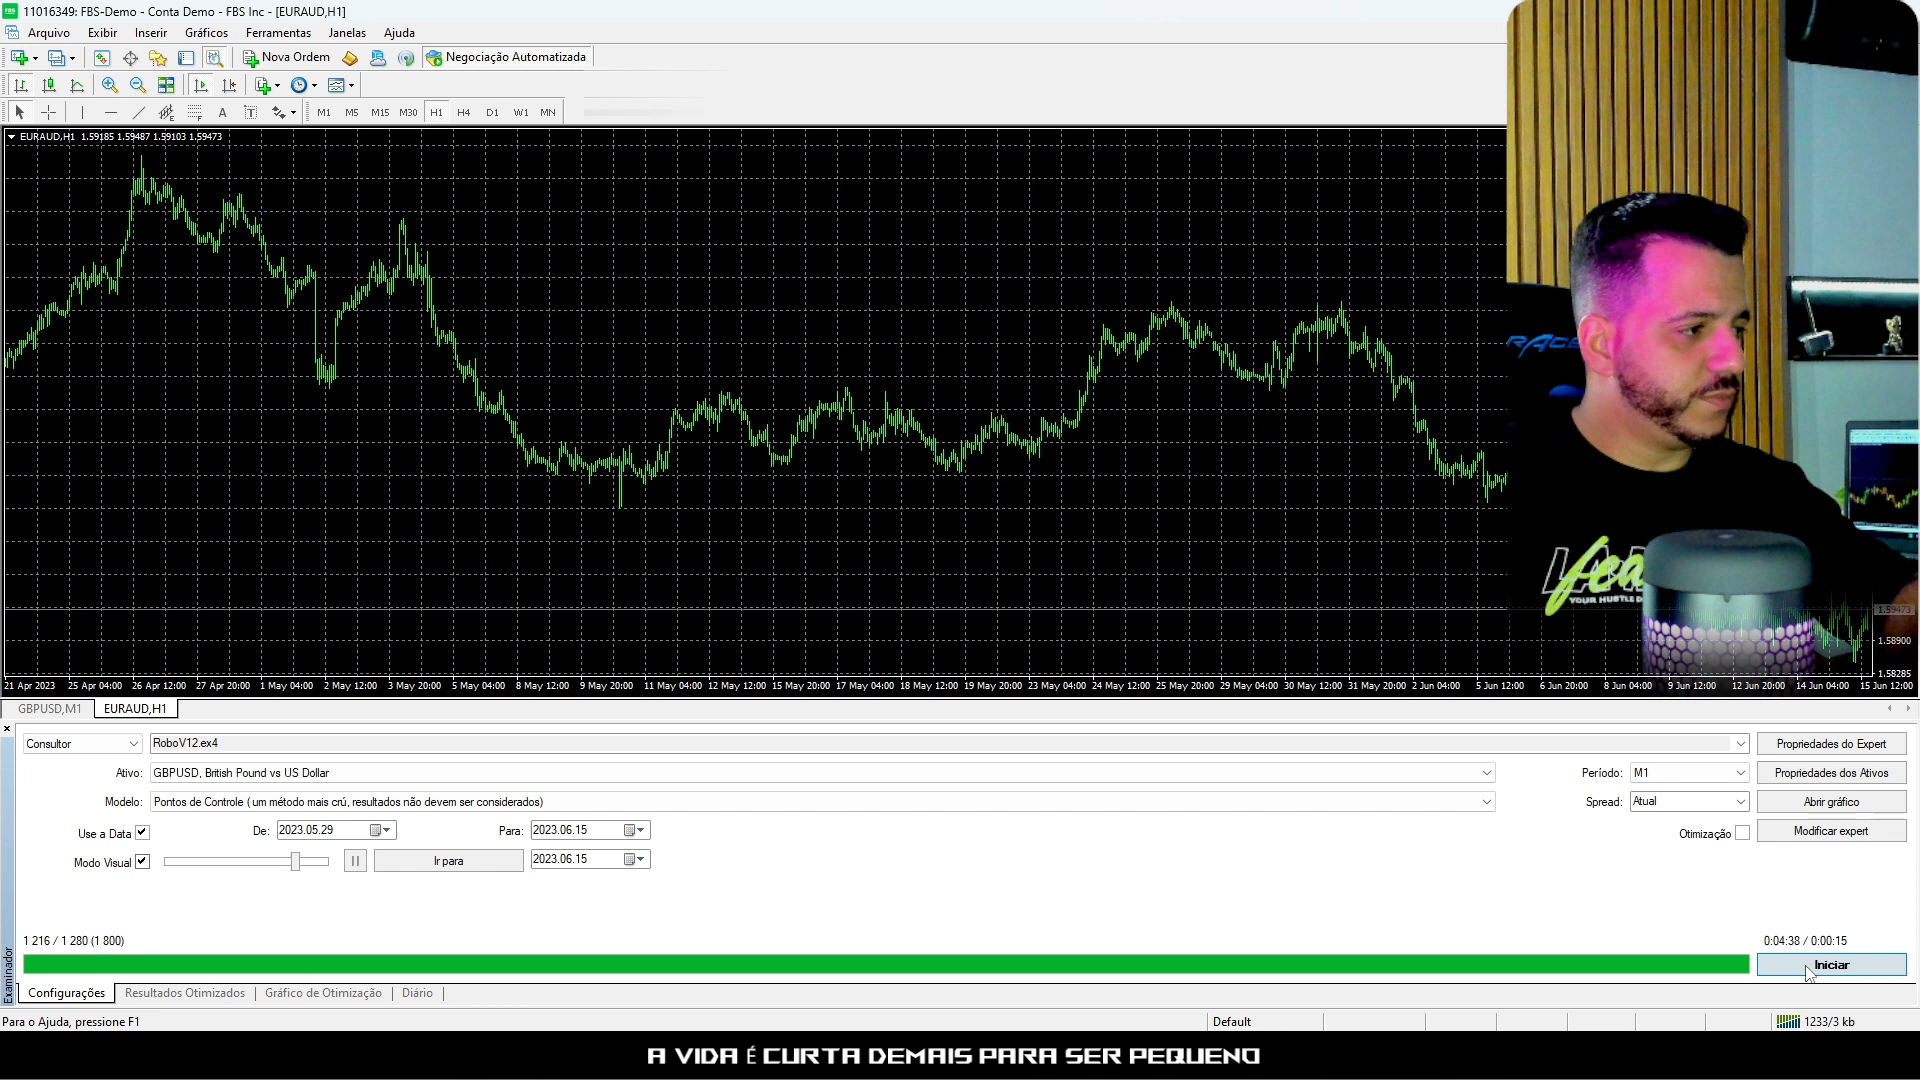 11016349: FBS-Demo - Conta Demo - FBS Inc - [EURAUD,H1]
Arquivo Exibir Inserir Gráficos Ferramentas Janelas Ajuda
Nova Ordem Negociação Automatizada
M1 M5 M15 M30 H1 H4 D1 W1 MN
EURAUD,H1 1.59185 1.59487 1.59103 1.59473
YOUR HUSTLE
1.59473
1.58900
1.58285
21 Apr 2023 25 Apr 04:00 26 Apr 12:00 27 Apr 20:00 1 May 04:00 2 May 12:00 3 May 20:00 5 May 04:00 8 May 12:00 9 May 20:00 11 May 04:00 12 May 12:00 15 May 20:00 17 May 04:00 18 May 12:00 19 May 20:00 23 May 04:00 24 May 12:00 25 May 20:00 29 May 04:00 30 May 12:00 31 May 20:00 2 Jun 04:00 5 Jun 12:00 6 Jun 20:00 8 Jun 04:00 9 Jun 12:00 12 Jun 20:00 14 Jun 04:00 15 Jun 12:00
GBPUSD,M1 EURAUD,H1
Consultor RoboV12.ex4 Propriedades do Expert
Ativo: GBPUSD, British Pound vs US Dollar Período: M1 Propriedades dos Ativos
Modelo: Pontos de Controle ( um método mais crú, resultados não devem ser considerados) Spread: Atual Abrir gráfico
Use a Data De: 2023.05.29 Para: 2023.06.15 Otimização Modificar expert
Modo Visual Ir para 2023.06.15
1 216 / 1 280 (1 800) 0:04:38 / 0:00:15
Iniciar
Examinador
Configurações Resultados Otimizados Gráfico de Otimização Diário
Para o Ajuda, pressione F1 Default 1233/3 kb
A VIDA É CURTA DEMAIS PARA SER PEQUENO